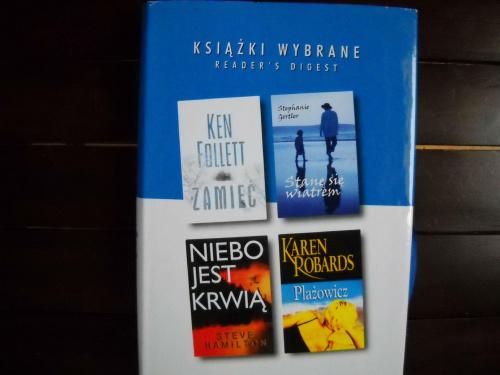 KSIĄŻKI WYBRANE
READER'S DIGEST
KEN
FOLLETT
ZAMIEĆ
Stephanie
Gertler
Stanę się
wiatrem
NIEBO
JEST
KRWIĄ
STEVE
HAMILTON
KAREN
ROBARDS
Plażowicz